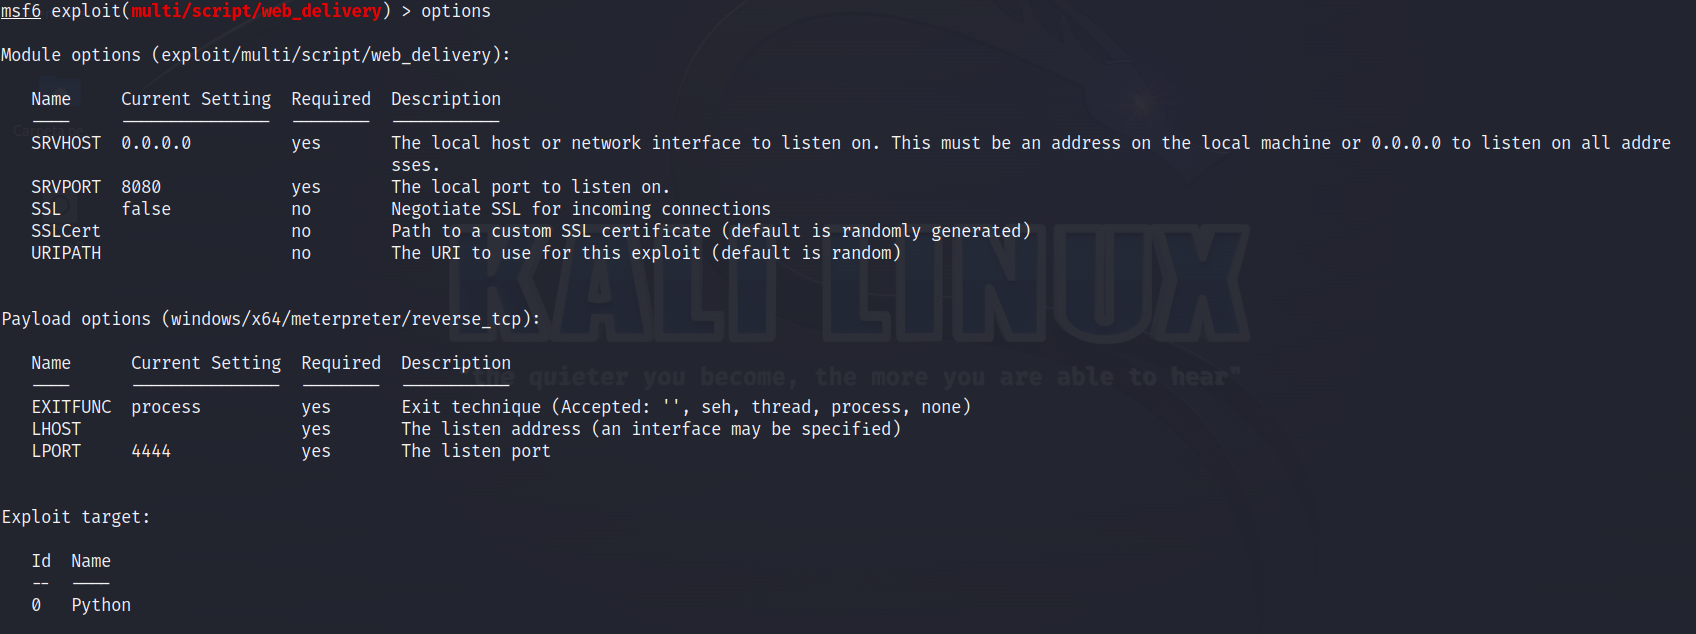 msf6 exploit(multi/script/web_delivery) > options
Module options (exploit/multi/script/web_delivery):
Name Current Setting Required Description
---- --------------- -------- -----------
SRVHOST 0.0.0.0 yes The local host or network interface to listen on. This must be an address on the local machine or 0.0.0.0 to listen on all addre
sses.
SRVPORT 8080 yes The local port to listen on.
SSL false no Negotiate SSL for incoming connections
SSLCert no Path to a custom SSL certificate (default is randomly generated)
URIPATH no The URI to use for this exploit (default is random)
KALI LINUX
Payload options (windows/x64/meterpreter/reverse_tcp):
Name Current Setting Required Description
---- --------------- -------- -----------
"the quieter you become, the more you are able to hear"
EXITFUNC process yes Exit technique (Accepted: '', seh, thread, process, none)
LHOST yes The listen address (an interface may be specified)
LPORT 4444 yes The listen port
Exploit target:
Id Name
-- ----
0 Python